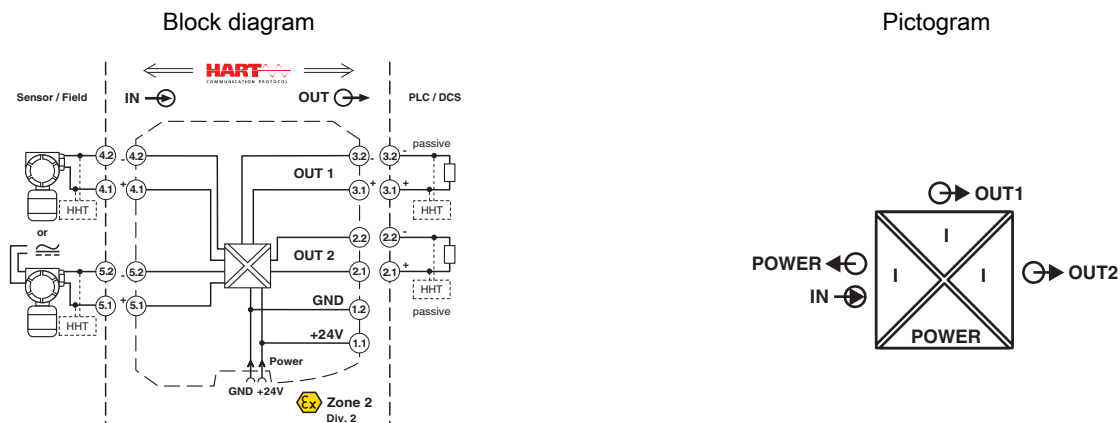 Block diagram
Pictogram
HART
COMMUNICATION PROTOCOL
Sensor / Field
IN
OUT
PLC / DCS
4.2 - 4.2
3.2 - 3.2 -
passive
OUT 1
4.1 + 4.1
3.1 + 3.1 +
HHT
HHT
or
2.2
2.2 -
OUT 2
5.2 - 5.2
2.1
2.1 +
HHT
5.1 + 5.1
GND
1.2
passive
HHT
+24V
1.1
Power
GND +24V
Ex
Zone 2
Div. 2
OUT1
I
POWER
I
I
OUT2
IN
POWER